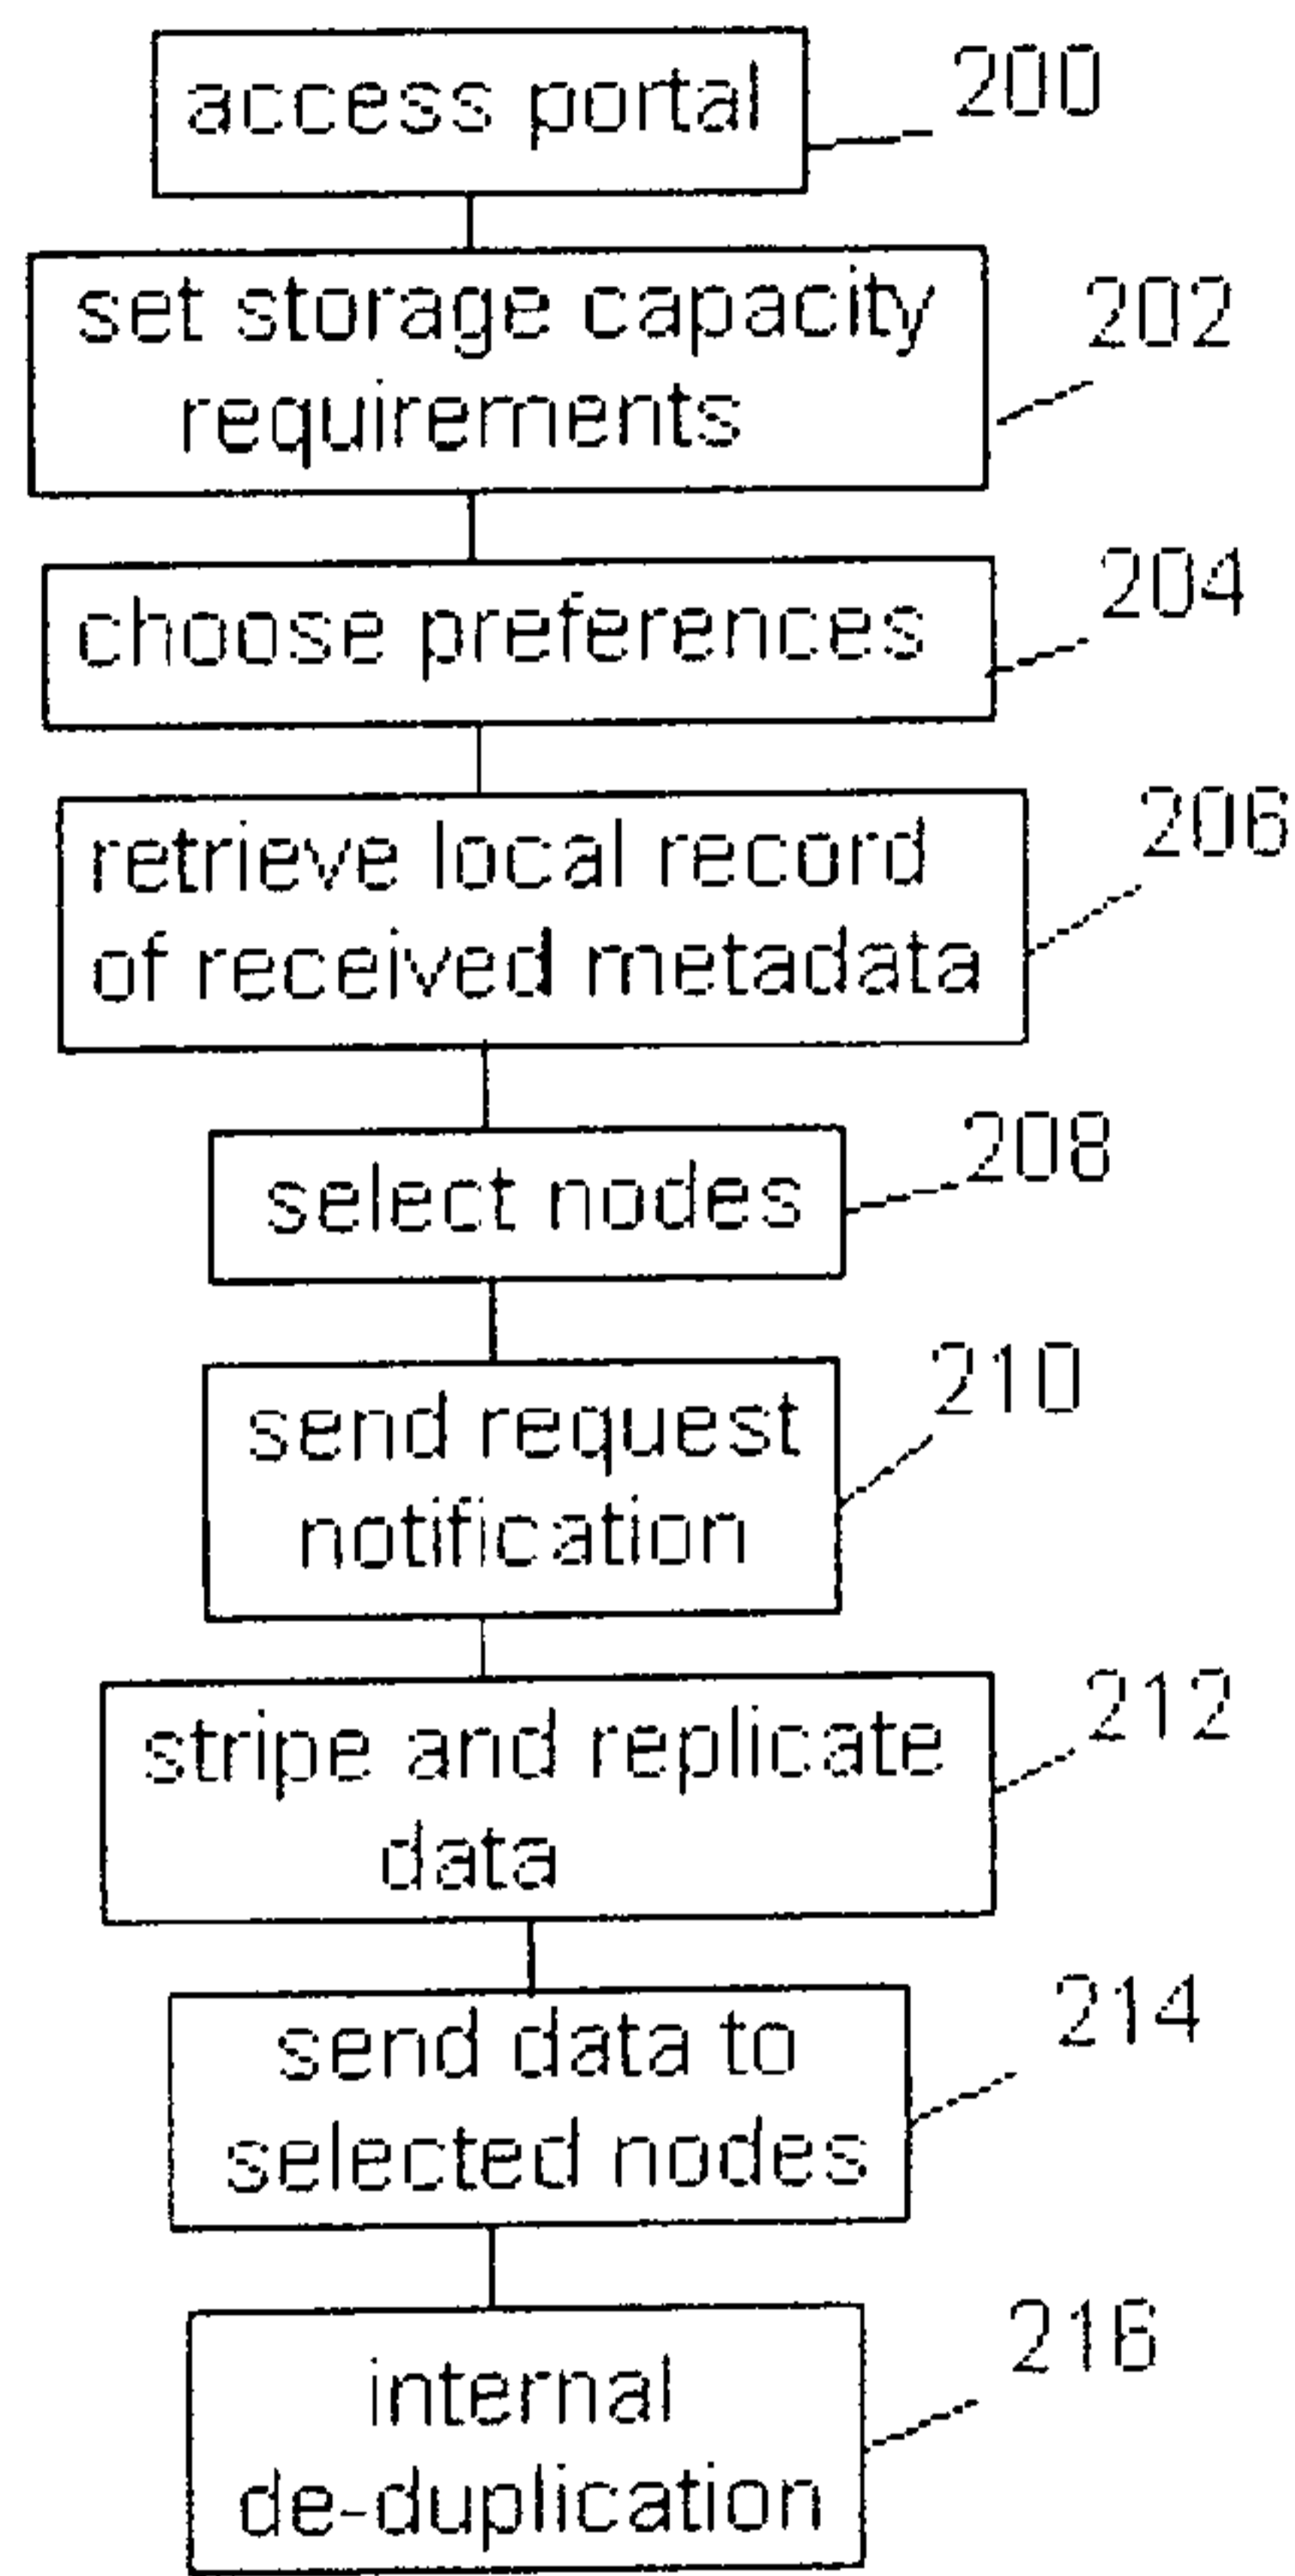 access portal
200
set storage capacity
requirements
202
choose preferences
204
retrieve local record
of received metadata
206
select nodes
208
send request
notification
210
stripe and replicate
data
212
send data to
selected nodes
214
internal
de-duplication
216